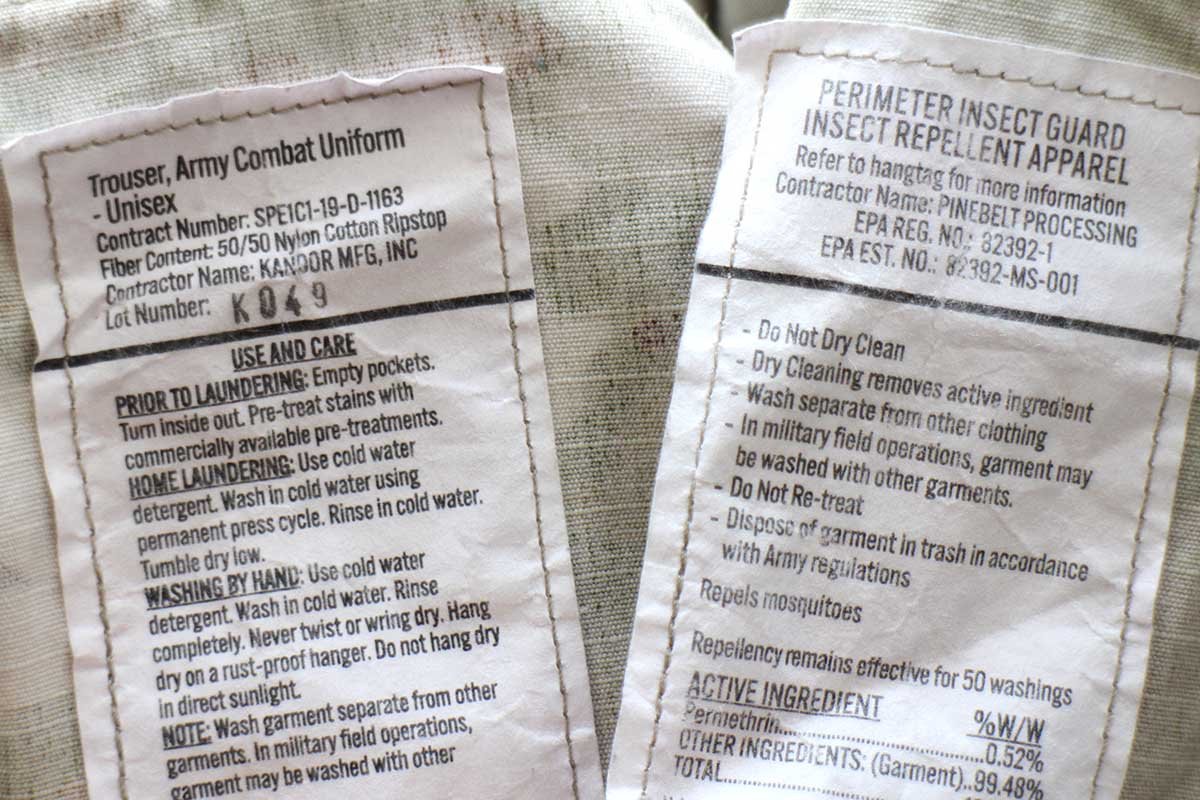 Trouser, Army Combat Uniform
- Unisex
Contract Number: SPE1C1-19-D-1163
Fiber Content: 50/50 Nylon Cotton Ripstop
Contractor Name: KANDOR MFG, INC
Lot Number: K049
USE AND CARE
PRIOR TO LAUNDERING: Empty pockets.
Turn inside out. Pre-treat stains with
commercially available pre-treatments.
HOME LAUNDERING: Use cold water
detergent. Wash in cold water using
permanent press cycle. Rinse in cold water.
Tumble dry low.
WASHING BY HAND: Use cold water
detergent. Wash in cold water. Rinse
completely. Never twist or wring dry. Hang
dry on a rust-proof hanger. Do not hang dry
in direct sunlight.
NOTE: Wash garment separate from other
garments. In military field operations,
garment may be washed with other
PERIMETER INSECT GUARD
INSECT REPELLENT APPAREL
Refer to hangtag for more information
Contractor Name: PINEBELT PROCESSING
EPA REG. NO.: 82392-1
EPA EST. NO.: 82392-MS-001
- Do Not Dry Clean
- Dry Cleaning removes active ingredient
- Wash separate from other clothing
- In military field operations, garment may
be washed with other garments.
- Do Not Re-treat
- Dispose of garment in trash in accordance
with Army regulations
Repels mosquitoes
Repellency remains effective for 50 washings
ACTIVE INGREDIENT %W/W
Permethrin..............................0.52%
OTHER INGREDIENTS: (Garment)..99.48%
TOTAL